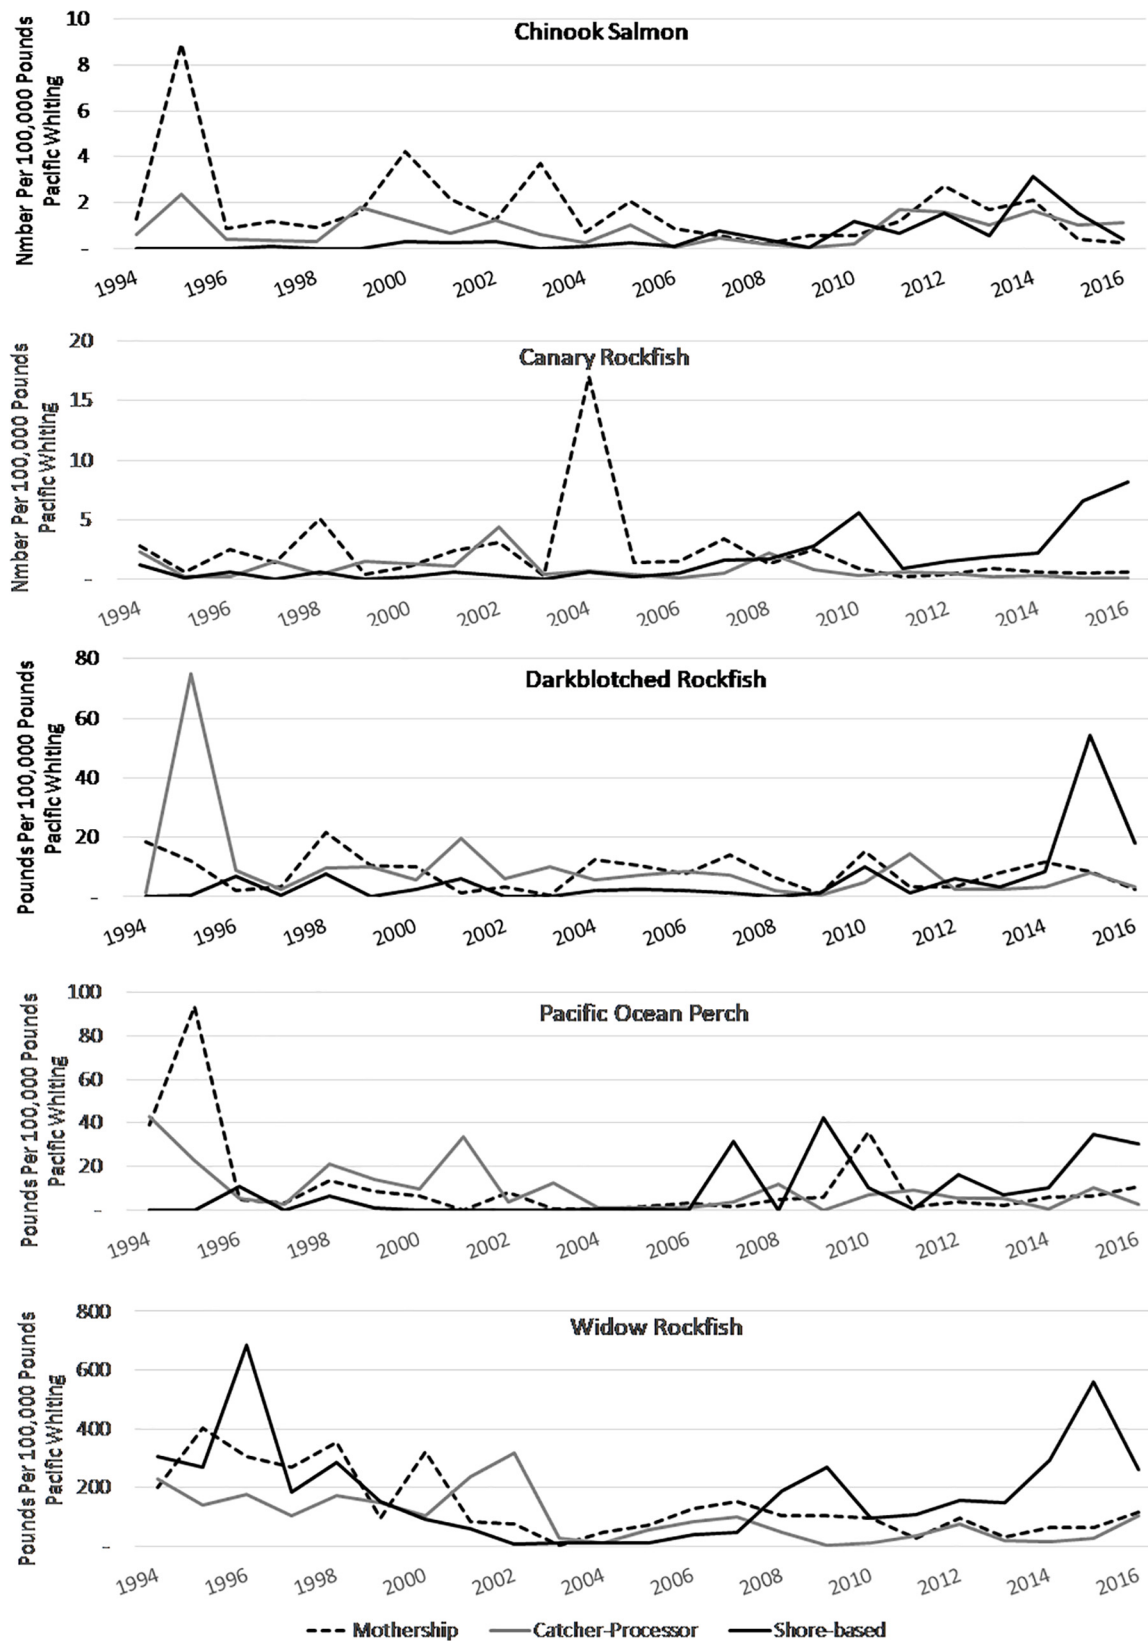 Chinook Salmon
Nmber Per 100,000 Pounds
Pacific Whiting
10
8
6
4
2
-
1994 1996 1998 2000 2002 2004 2006 2008 2010 2012 2014 2016
Canary Rockfish
Nmber Per 100,000 Pounds
Pacific Whiting
20
15
10
5
-
1994 1996 1998 2000 2002 2004 2006 2008 2010 2012 2014 2016
Darkblotched Rockfish
Pounds Per 100,000 Pounds
Pacific Whiting
80
60
40
20
-
1994 1996 1998 2000 2002 2004 2006 2008 2010 2012 2014 2016
Pacific Ocean Perch
Pounds Per 100,000 Pounds
Pacific Whiting
100
80
60
40
20
-
1994 1996 1998 2000 2002 2004 2006 2008 2010 2012 2014 2016
Widow Rockfish
Pounds Per 100,000 Pounds
Pacific Whiting
800
600
400
200
-
1994 1996 1998 2000 2002 2004 2006 2008 2010 2012 2014 2016
Mothership Catcher-Processor Shore-based